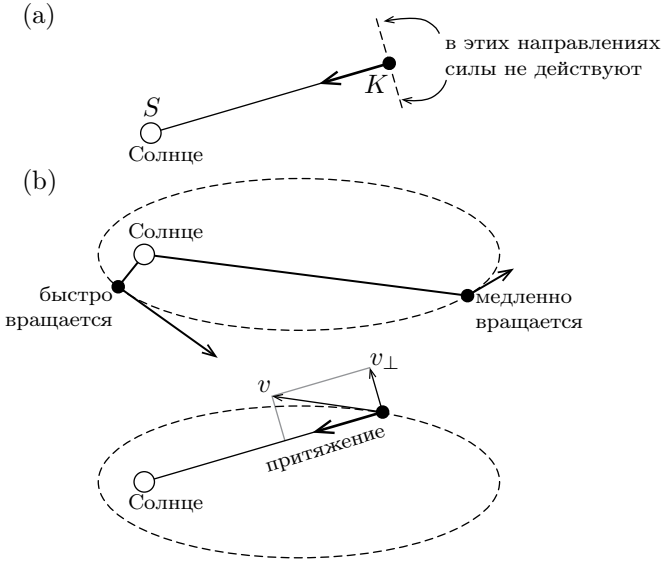 (a)
в этих направлениях
силы не действуют
K
S
Солнце
(b)
Солнце
быстро
вращается
медленно
вращается
v
v⊥
притяжение
Солнце